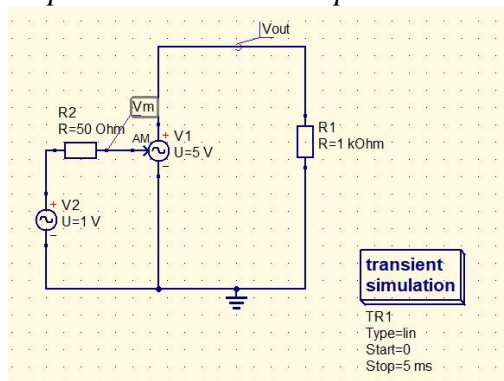 Vout
Vm
R2
R=50 Ohm
AM
+ V1
U=5 V
R1
R=1 kOhm
+ V2
U=1 V
transient
simulation
TR1
Type=lin
Start=0
Stop=5 ms